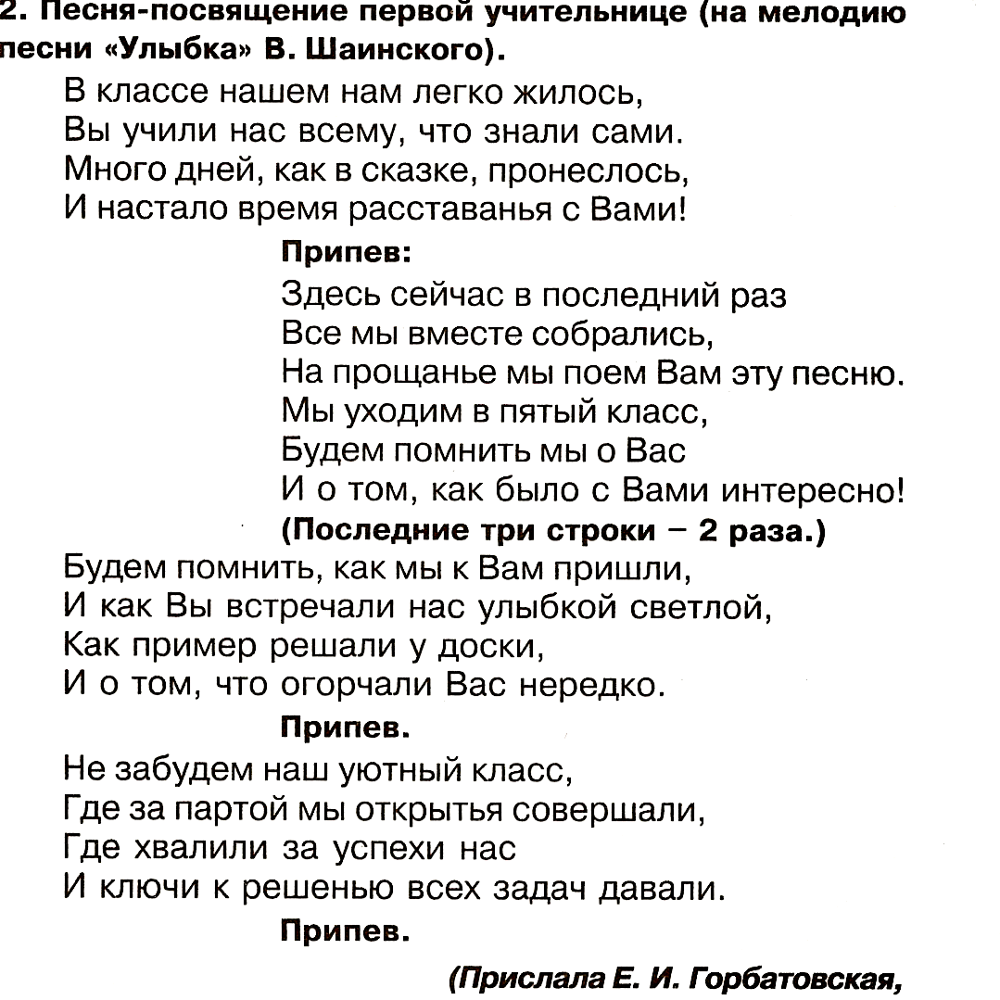 2. Песня-посвящение первой учительнице (на мелодию
песни «Улыбка» В. Шаинского).
В классе нашем нам легко жилось,
Вы учили нас всему, что знали сами.
Много дней, как в сказке, пронеслось,
И настало время расставанья с Вами!
Припев:
Здесь сейчас в последний раз
Все мы вместе собрались,
На прощанье мы поем Вам эту песню.
Мы уходим в пятый класс,
Будем помнить мы о Вас
И о том, как было с Вами интересно!
(Последние три строки – 2 раза.)
Будем помнить, как мы к Вам пришли,
И как Вы встречали нас улыбкой светлой,
Как пример решали у доски,
И о том, что огорчали Вас нередко.
Припев.
Не забудем наш уютный класс,
Где за партой мы открытья совершали,
Где хвалили за успехи нас
И ключи к решенью всех задач давали.
Припев.
(Прислала Е. И. Горбатовская,